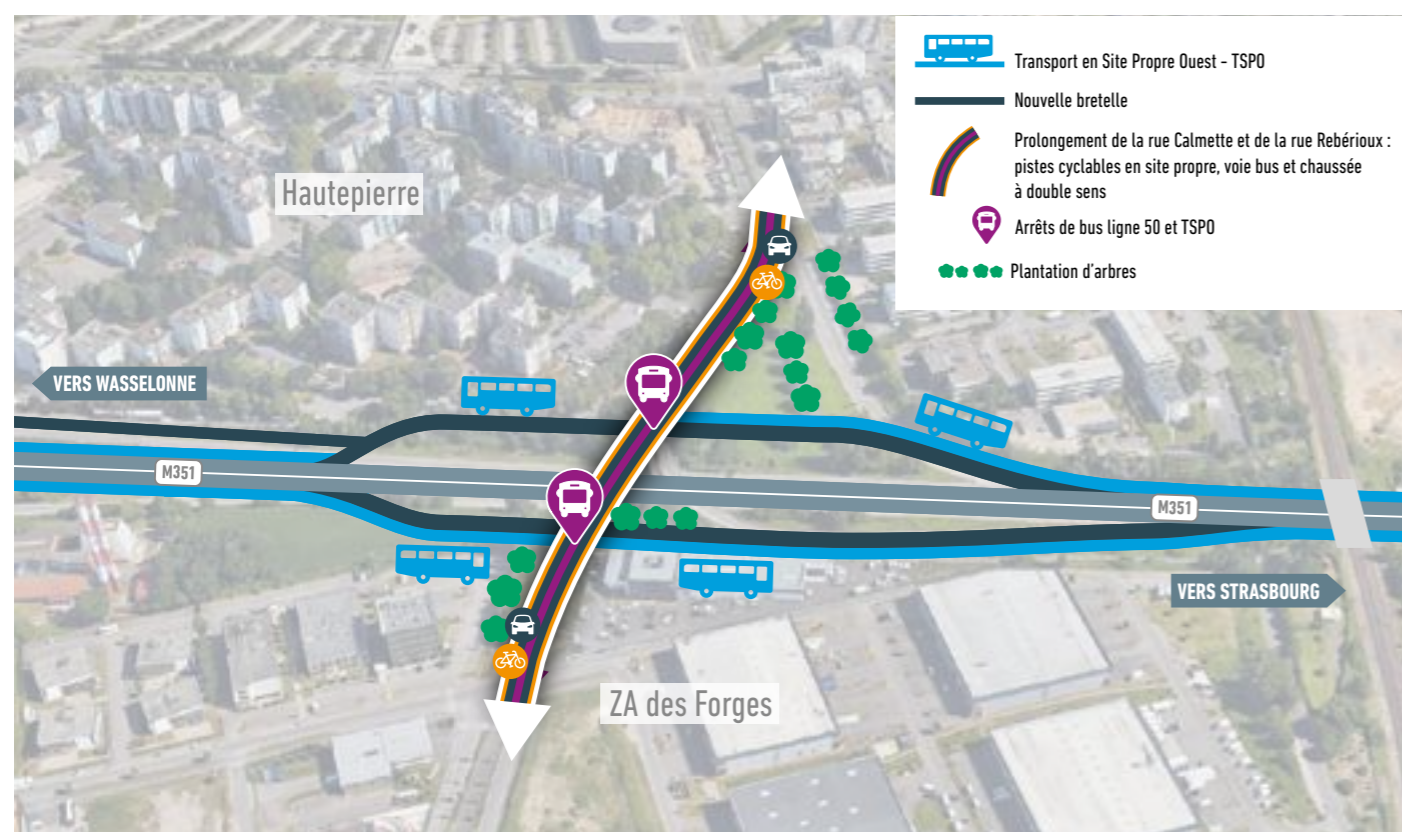 Transport en Site Propre Ouest - TSPO
Nouvelle bretelle
Prolongement de la rue Calmette et de la rue Rebérioux :
pistes cyclables en site propre, voie bus et chaussée
à double sens
Arrêts de bus ligne 50 et TSPO
Plantation d'arbres
Hautepierre
VERS WASSELONNE
M351
M351
VERS STRASBOURG
ZA des Forges